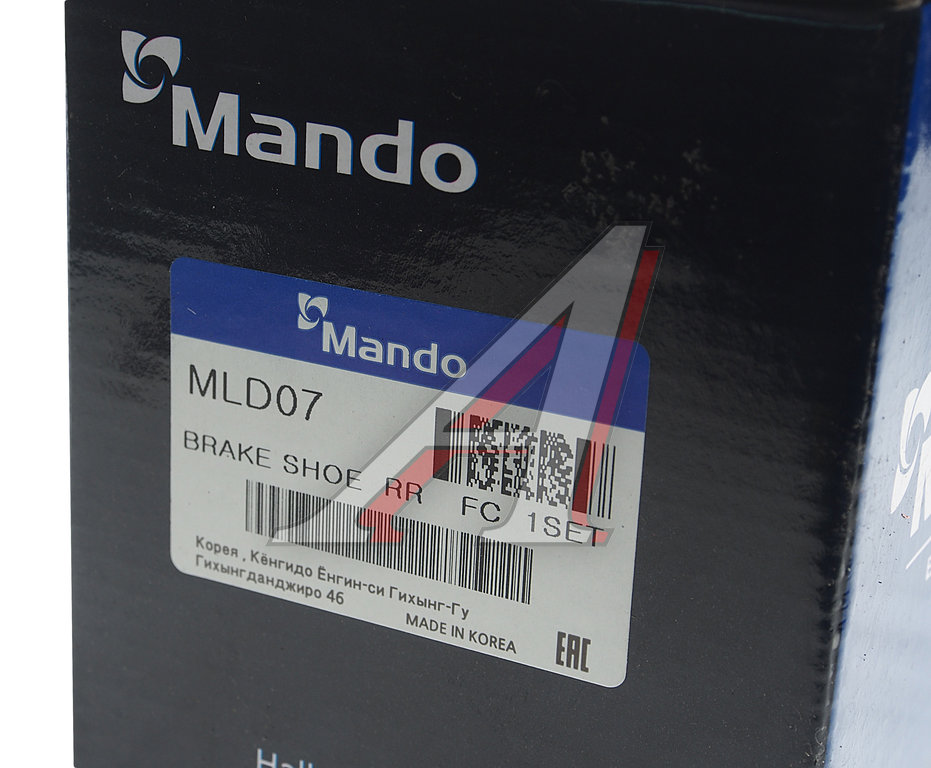 Mando
Mando
MLD07
BRAKE SHOE RR FC 1SET
Корея , Кёнгидо Ёнгин-си Гихынг-Гу
Гихынгданджиро 46
MADE IN KOREA
EAC